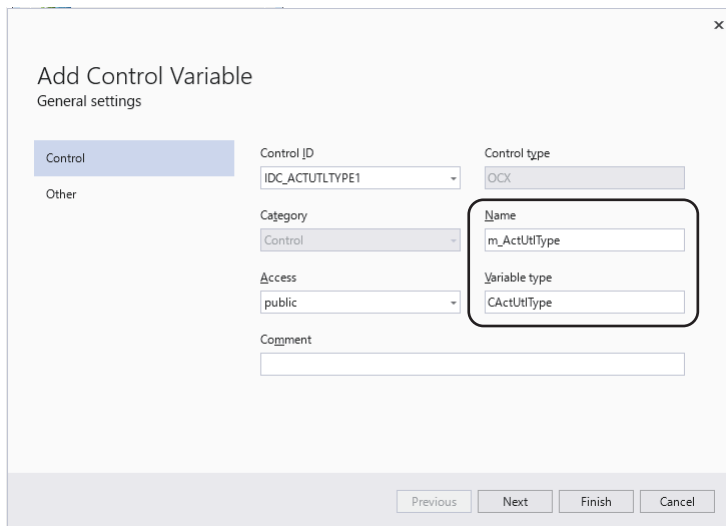 Add Control Variable
General settings
Control
Other
Control ID
Control type
IDC_ACTUTLTYPE1
OCX
Category
Name
Control
m_ActUtlType
Access
Variable type
public
CActUtlType
Comment
Previous
Next
Finish
Cancel